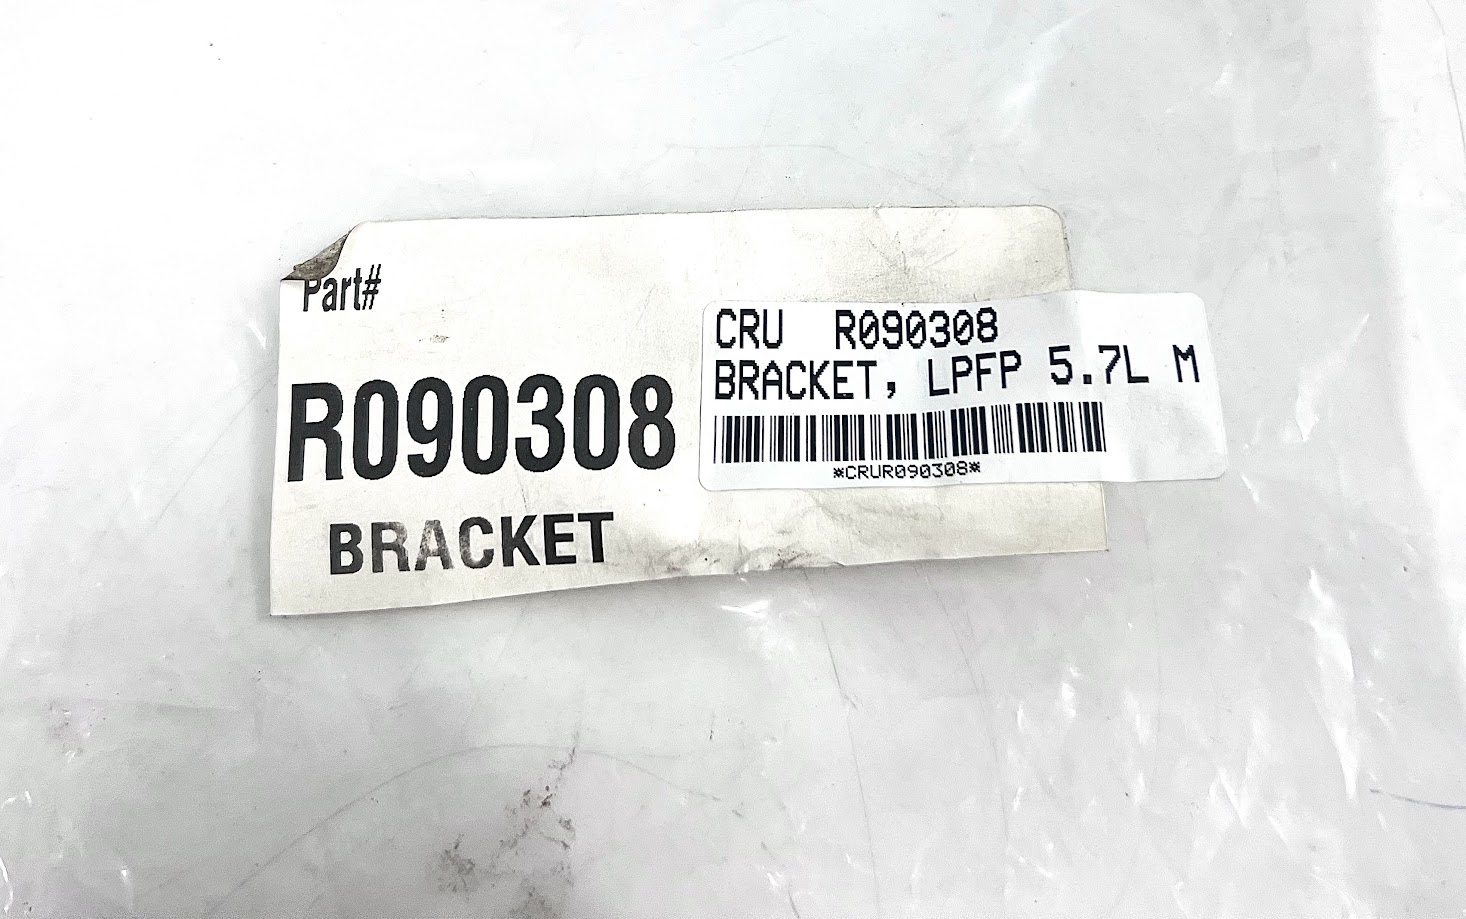 Part#
R090308
BRACKET
CRU R090308
BRACKET, LPFP 5.7L M
*CRUR090308*